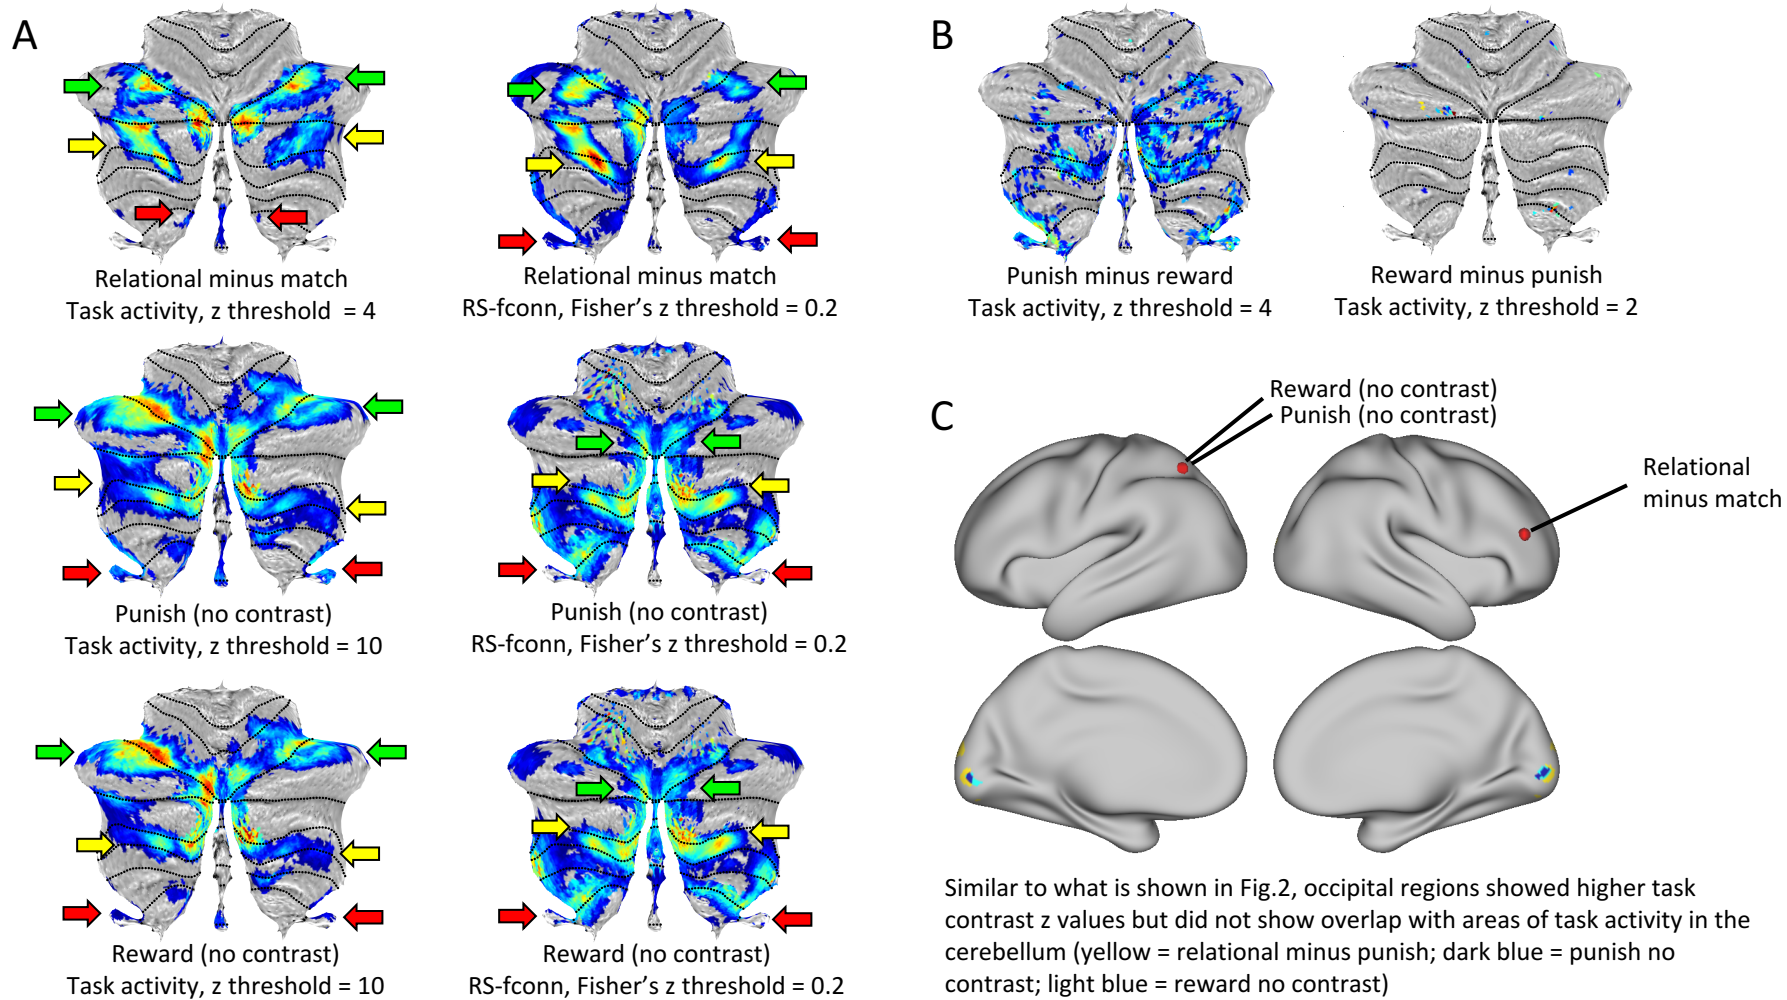 A
Relational minus match
Task activity, z threshold = 4
Relational minus match
RS-fconn, Fisher's z threshold = 0.2
Punish (no contrast)
Task activity, z threshold = 10
Punish (no contrast)
RS-fconn, Fisher's z threshold = 0.2
Reward (no contrast)
Task activity, z threshold = 10
Reward (no contrast)
RS-fconn, Fisher's z threshold = 0.2
B
Punish minus reward
Task activity, z threshold = 4
Reward minus punish
Task activity, z threshold = 2
C
Reward (no contrast)
Punish (no contrast)
Relational
minus match
Similar to what is shown in Fig.2, occipital regions showed higher task
contrast z values but did not show overlap with areas of task activity in the
cerebellum (yellow = relational minus punish; dark blue = punish no
contrast; light blue = reward no contrast)